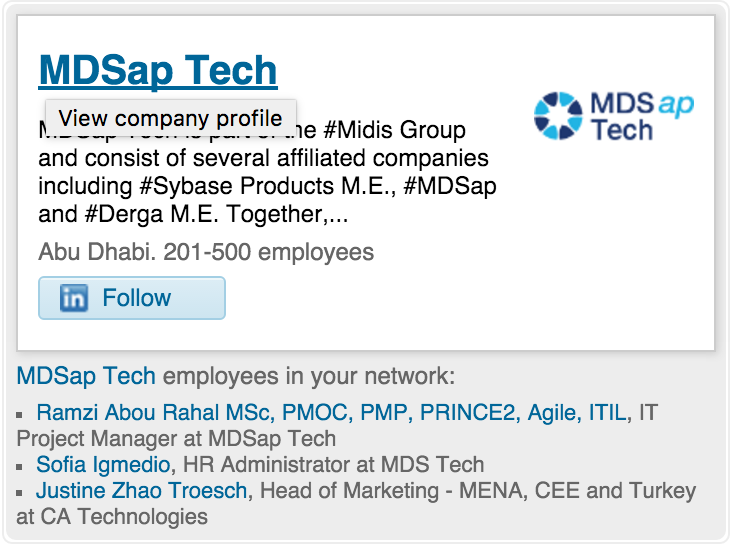 MDSap Tech
MDS ap
Tech
View company profile
is part of the #Midis Group
and consist of several affiliated companies
including #Sybase Products M.E., #MDSap
and #Derga M.E. Together,...
Abu Dhabi. 201-500 employees
in Follow
MDSap Tech employees in your network:
Ramzi Abou Rahal MSc, PMOC, PMP, PRINCE2, Agile, ITIL, IT
Project Manager at MDSap Tech
Sofia Igmedio, HR Administrator at MDS Tech
Justine Zhao Troesch, Head of Marketing - MENA, CEE and Turkey
at CA Technologies